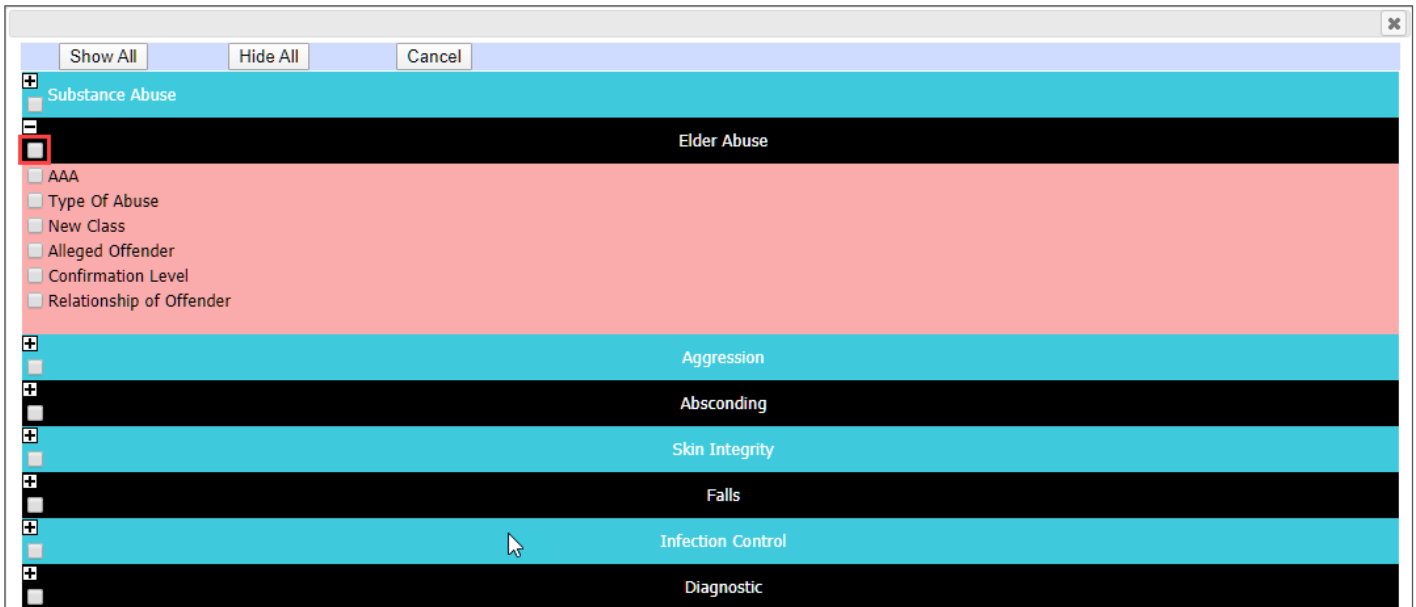 Show All Hide All Cancel
Substance Abuse
Elder Abuse
AAA
Type Of Abuse
New Class
Alleged Offender
Confirmation Level
Relationship of Offender
Aggression
Absconding
Skin Integrity
Falls
Infection Control
Diagnostic